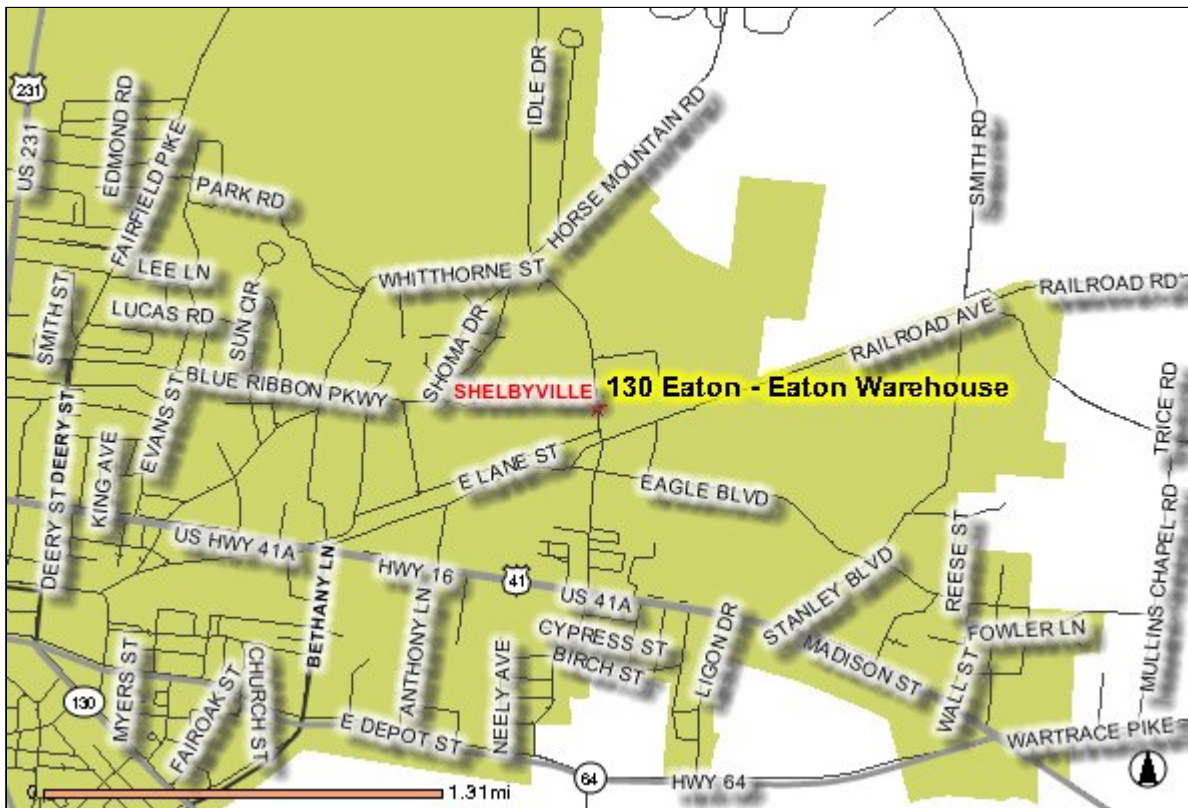 231
US 231
EDMOND RD
FAIRFIELD PIKE
PARK RD
IDLE DR
HORSE MOUNTAIN RD
SMITH RD
LEE LN
WHITTHORNE ST
RAILROAD RD
SMITH ST
LUCAS RD
SUN CIR
SHOMA DR
RAILROAD AVE
BLUE RIBBON PKWY
SHELBYVILLE
130 Eaton - Eaton Warehouse
TRICE RD
DEERY ST
DEERY ST
KING AVE
EVANS ST
E LANE ST
EAGLE BLVD
US HWY 41A
HWY 16
41
US 41A
BETHANY LN
ANTHONY LN
CYPRESS ST
BIRCH ST
LIGON DR
STANLEY BLVD
REESE ST
FOWLER LN
MULLINS CHAPEL RD
MADISON ST
WALL ST
130
MYERS ST
FAIROAK ST
CHURCH ST
E DEPOT ST
NEELY AVE
WARTRACE PIKE
64
HWY 64
0
1.31mi